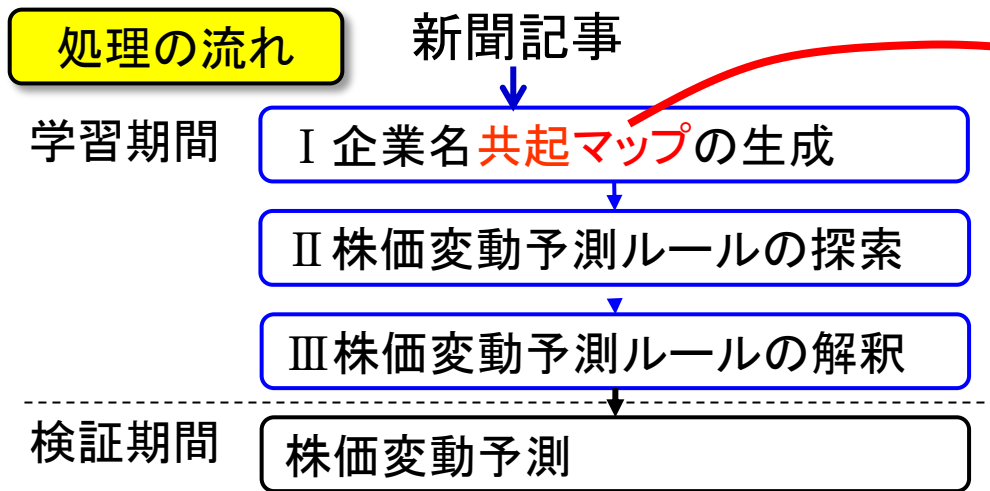 処理の流れ
新聞記事
学習期間
Ⅰ企業名共起マップの生成
Ⅱ株価変動予測ルールの探索
Ⅲ株価変動予測ルールの解釈
検証期間
株価変動予測